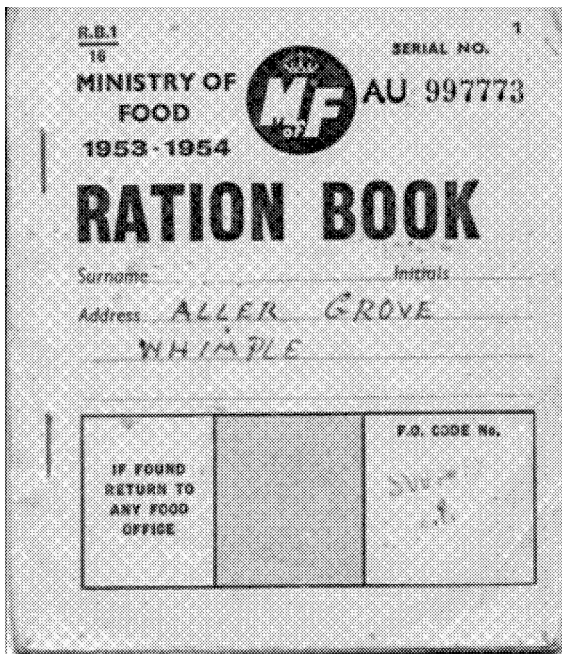 R.B.1
16
1
MINISTRY OF
FOOD
1953-1954
MF
SERIAL NO.
AU 997773
RATION BOOK
Surname Initials
Address ALLER GROVE
WHIMPLE
IF FOUND
RETURN TO
ANY FOOD
OFFICE
F.O. CODE No.